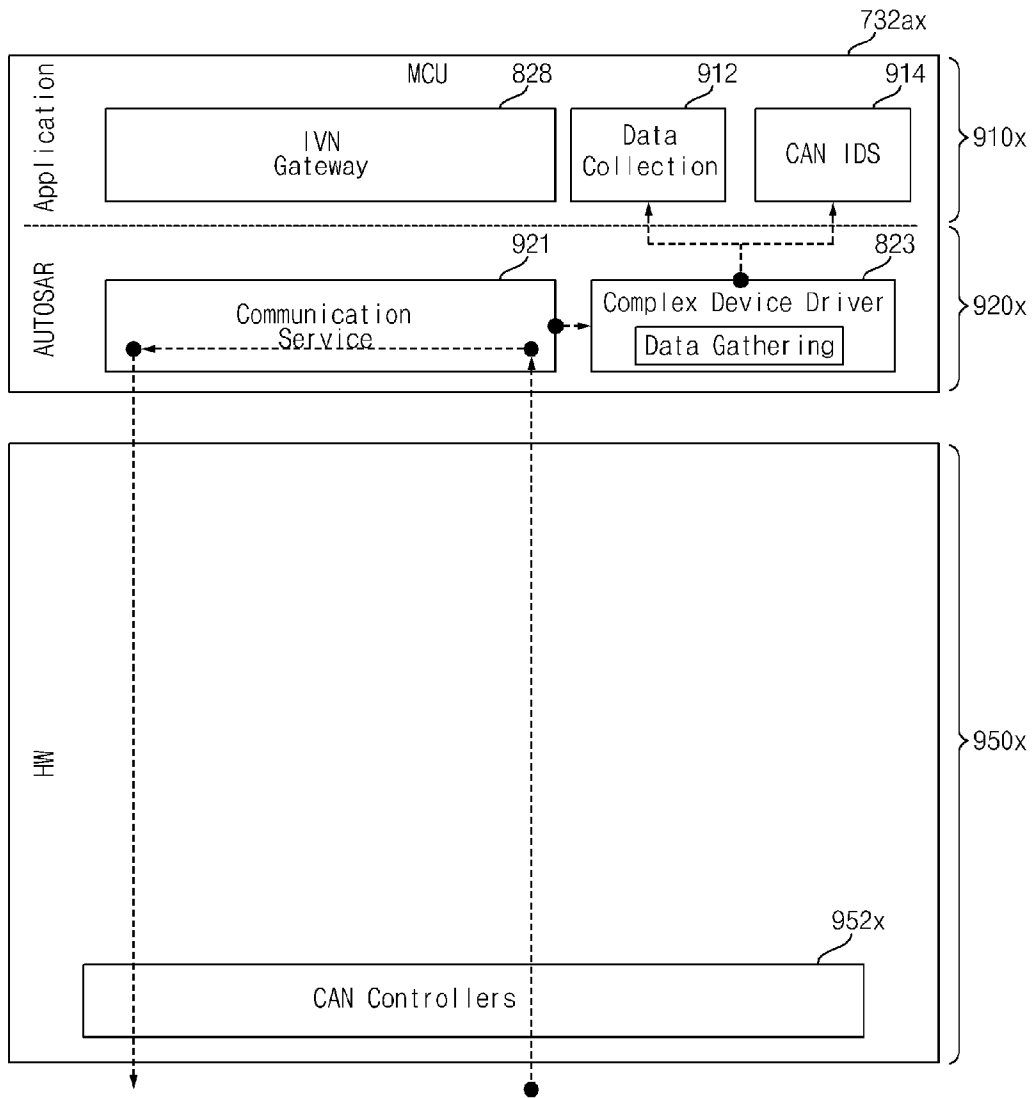 732ax
MCU
828
912
914
Application
IVN
Gateway
Data
Collection
CAN IDS
910x
AUTOSAR
921
823
Communication
Service
Complex Device Driver
Data Gathering
920x
HW
950x
952x
CAN Controllers